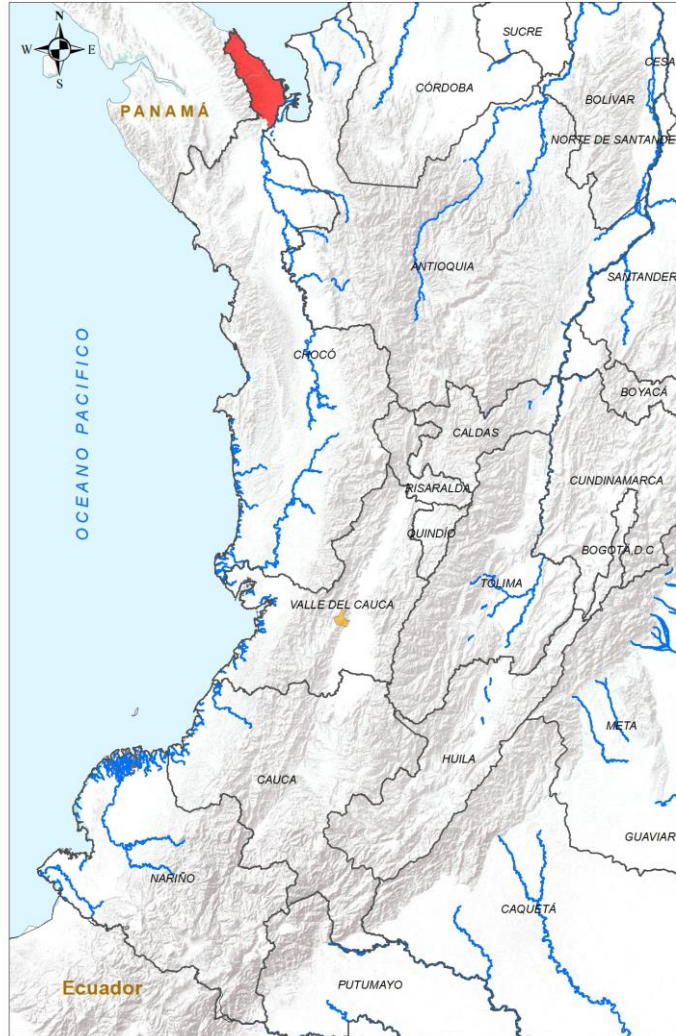 N
W E
S
SUCRE
CESA
CÓRDOBA
BOLÍVAR
PANAMÁ
NORTE DE SANTANDE
ANTIOQUIA
SANTANDER
OCEANO PACIFICO
CHOCÓ
BOYACÁ
CALDAS
CUNDINAMARCA
RISARALDA
QUINDÍO
BOGOTÁ D.C
TOLIMA
VALLE DEL CAUCA
META
HUILA
CAUCA
GUAVIAR
NARIÑO
CAQUETÁ
Ecuador
PUTUMAYO